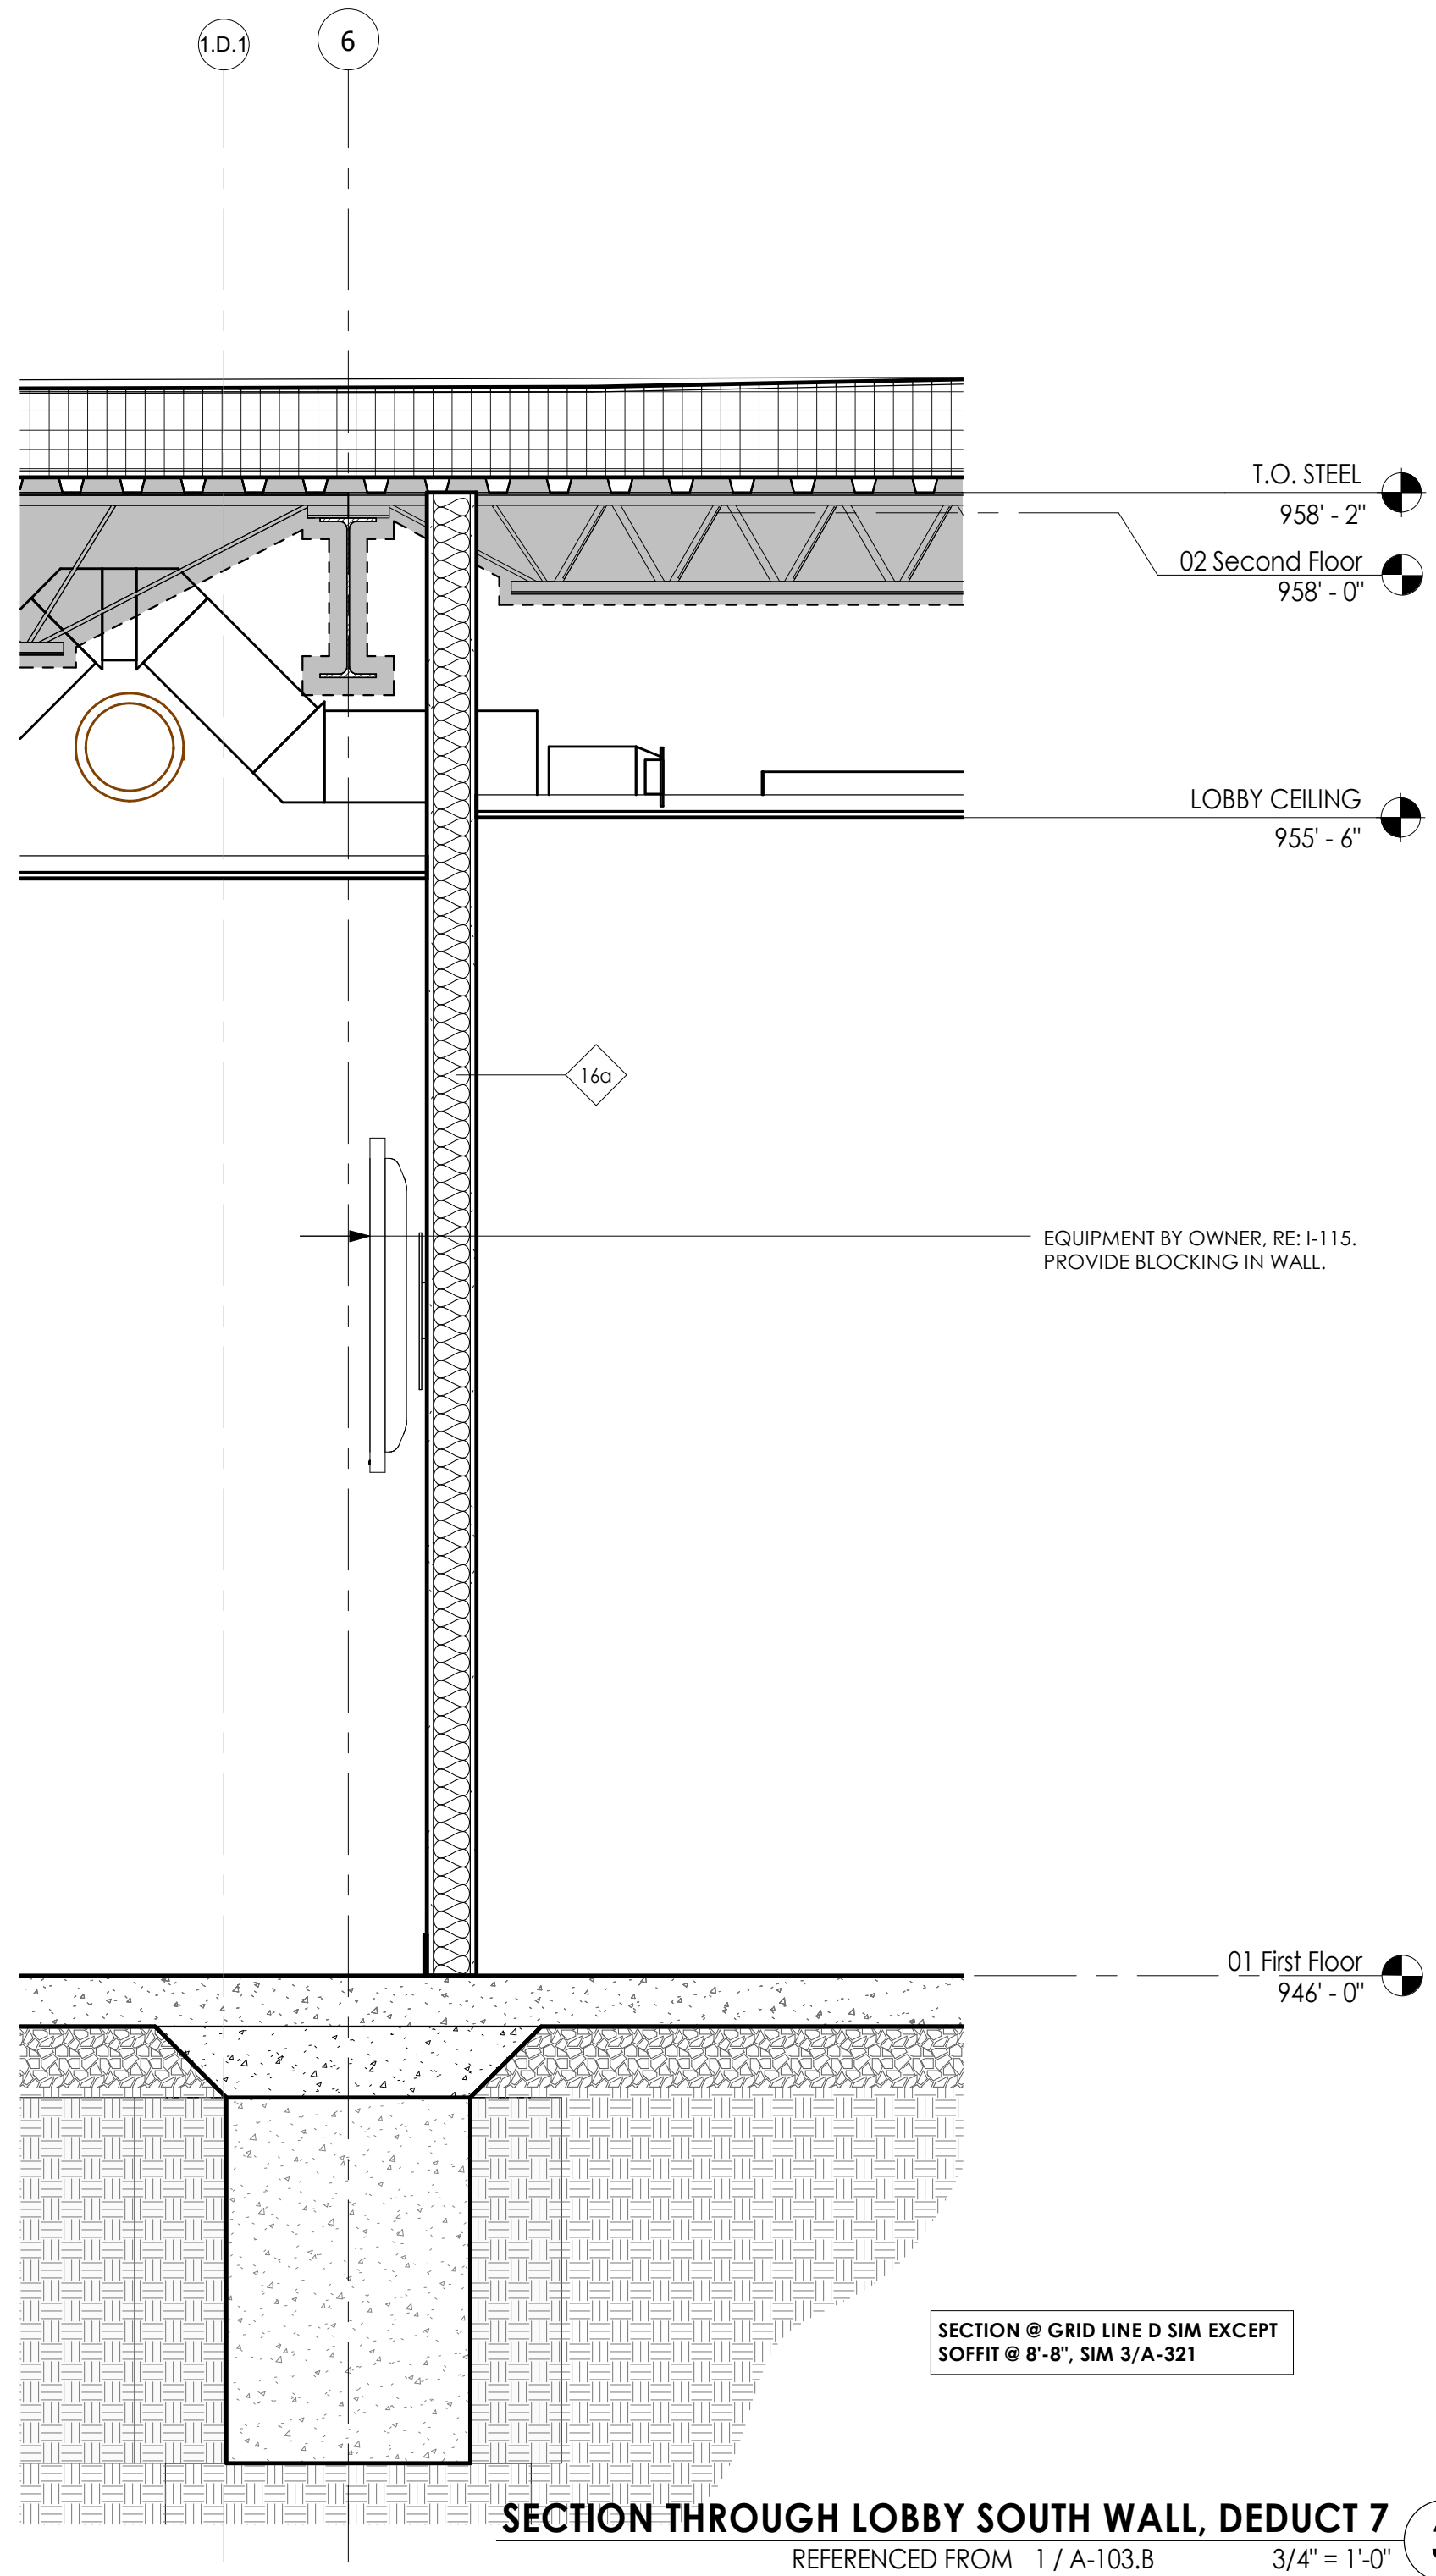 1.D.1
6
T.O. STEEL
958' - 2"
02 Second Floor
958' - 0"
LOBBY CEILING
955' - 6"
16a
EQUIPMENT BY OWNER, RE: I-115.
PROVIDE BLOCKING IN WALL.
01 First Floor
946' - 0"
SECTION @ GRID LINE D SIM EXCEPT
SOFFIT @ 8'-8", SIM 3/A-321
SECTION THROUGH LOBBY SOUTH WALL, DEDUCT 7
REFERENCED FROM 1 / A-103.B 3/4" = 1'-0"